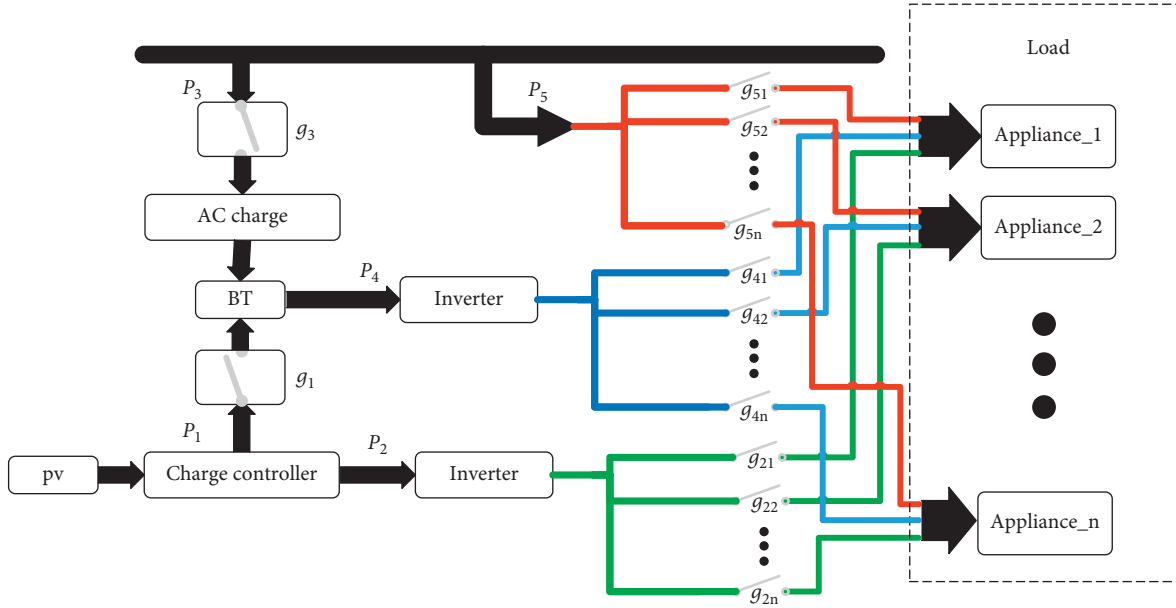 Load
P3
P5
g51
g3
g52
Appliance_1
AC charge
g5n
Appliance_2
P4
g41
BT
Inverter
g42
g1
g4n
P1
P2
g21
pv
Charge controller
Inverter
g22
Appliance_n
g2n